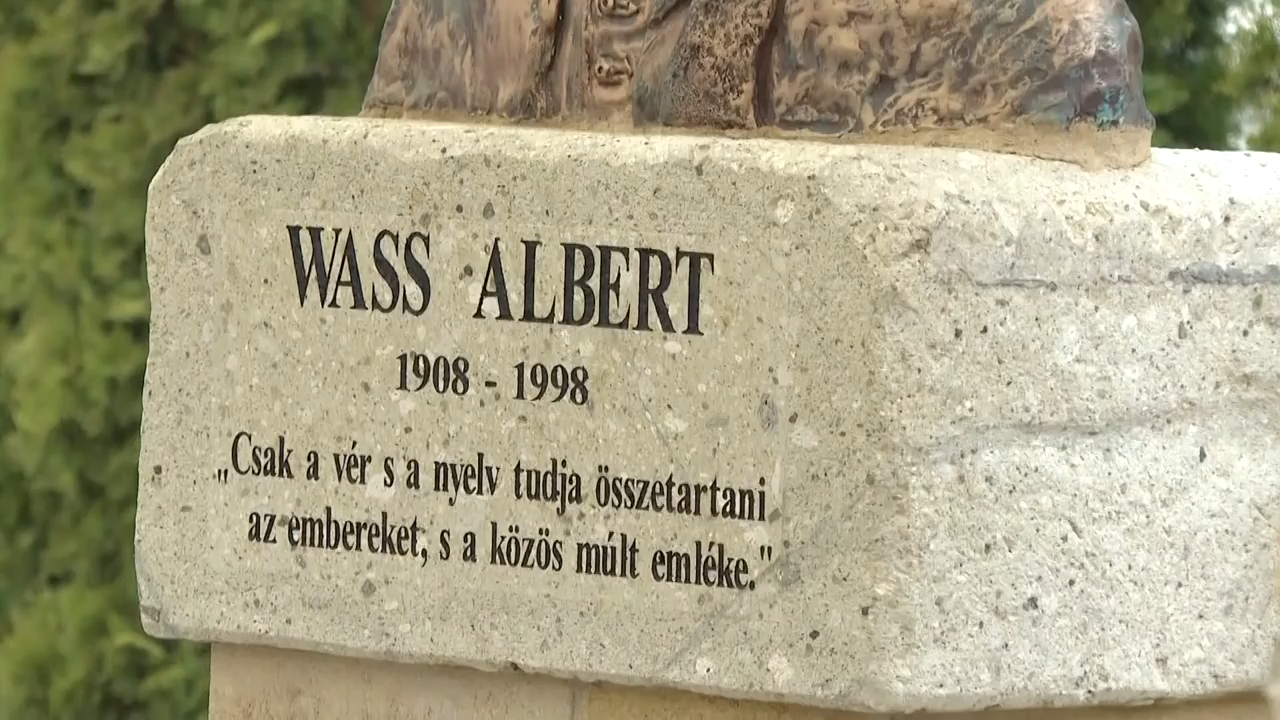 WASS ALBERT
1908 - 1998
„Csak a vér s a nyelv tudja összetartani
az embereket, s a közös múlt emléke."